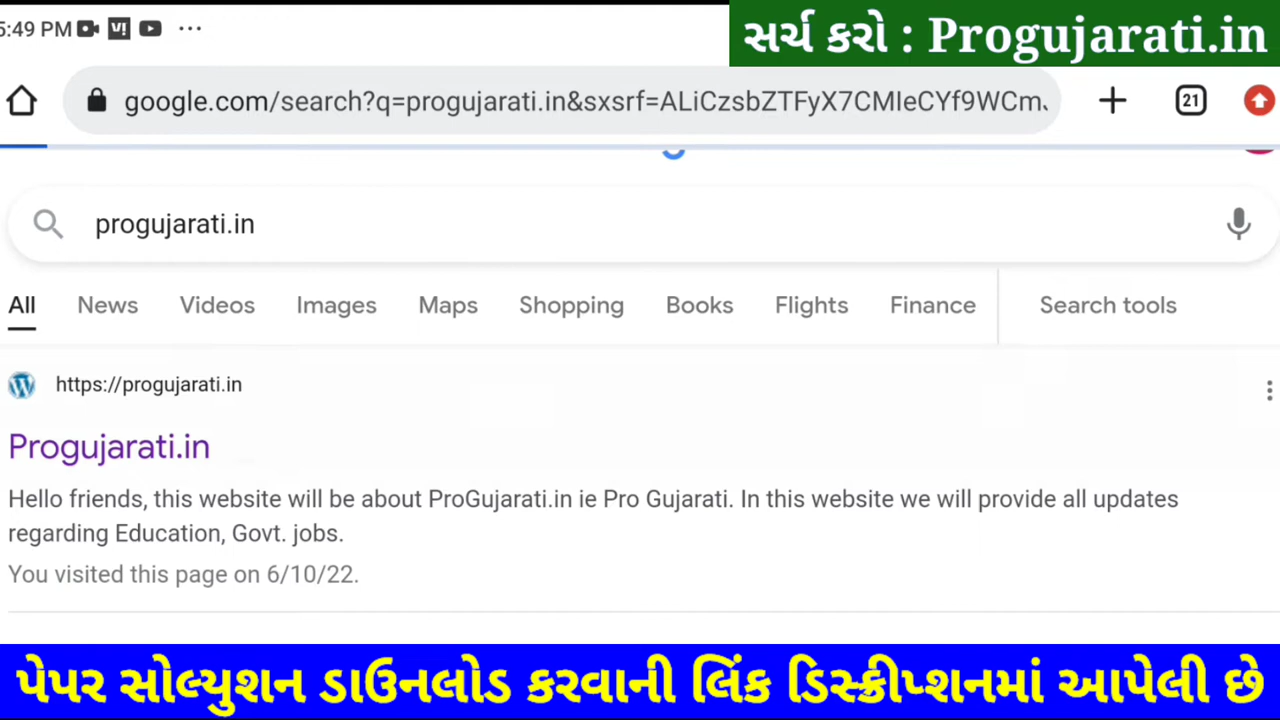 5:49 PM
સર્ચ કરો : Progujarati.in
google.com/search?q=progujarati.in&sxsrf=ALiCzsbZTFyX7CMIeCYf9WCm
21
progujarati.in
All News Videos Images Maps Shopping Books Flights Finance Search tools
https://progujarati.in
Progujarati.in
Hello friends, this website will be about ProGujarati.in ie Pro Gujarati. In this website we will provide all updates
regarding Education, Govt. jobs.
You visited this page on 6/10/22.
પેપર સોલ્યુશન ડાઉનલોડ કરવાની લિંક ડિસ્ક્રીપ્શનમાં આપેલી છે